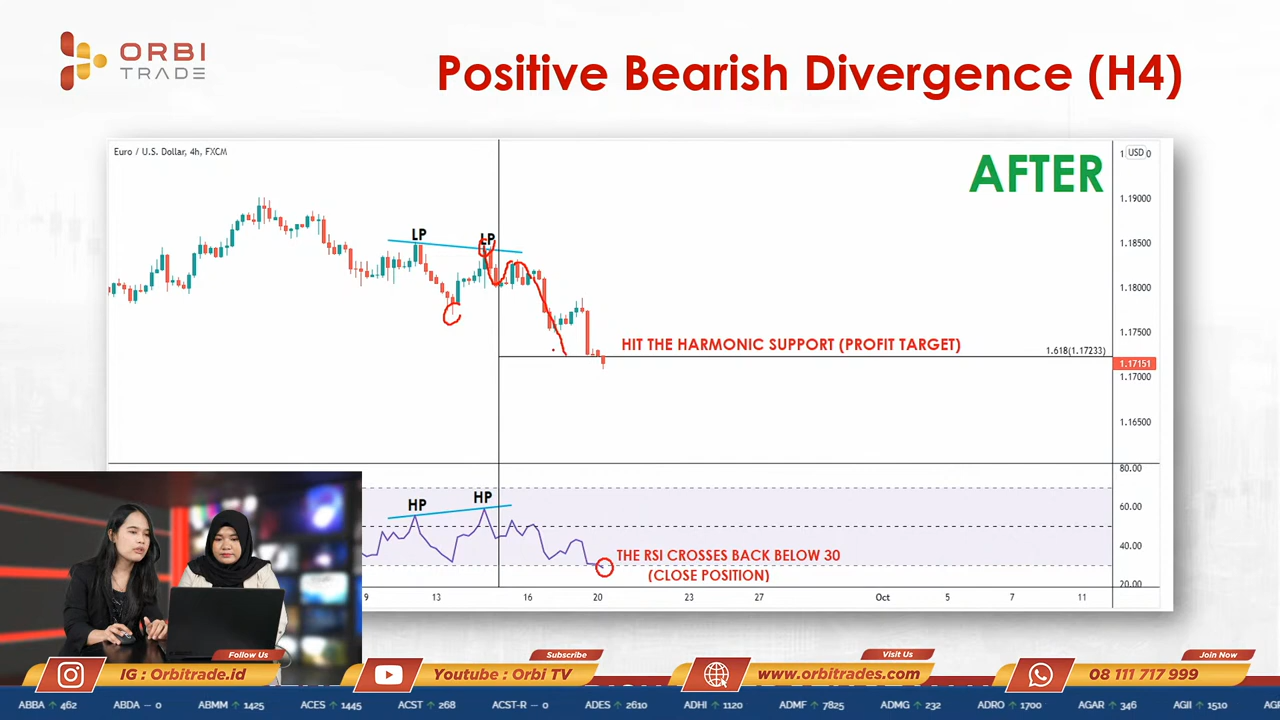 ORBI
TRADE
Positive Bearish Divergence (H4)
Euro / U.S. Dollar, 4h, FXCM
AFTER
USD
1.19000
1.18500
1.18000
1.17500
1.17151
1.17000
1.16500
LP
LP
HIT THE HARMONIC SUPPORT (PROFIT TARGET)
1.618(1.17233)
80.00
60.00
40.00
20.00
HP
HP
THE RSI CROSSES BACK BELOW 30
(CLOSE POSITION)
9 13 16 20 23 27 Oct 5 7 11
Follow Us
IG : Orbitrade.id
Subscribe
Youtube : Orbi TV
Visit Us
www.orbitrades.com
Join Now
08 111 717 999
ABBA 462 ABDA – 0 ABMM 1425 ACES 1445 ACST 268 ACST-R – 0 ADES 2610 ADHI 1120 ADMF 7825 ADMG 232 ADRO 1700 AGAR 346 AGII 1510